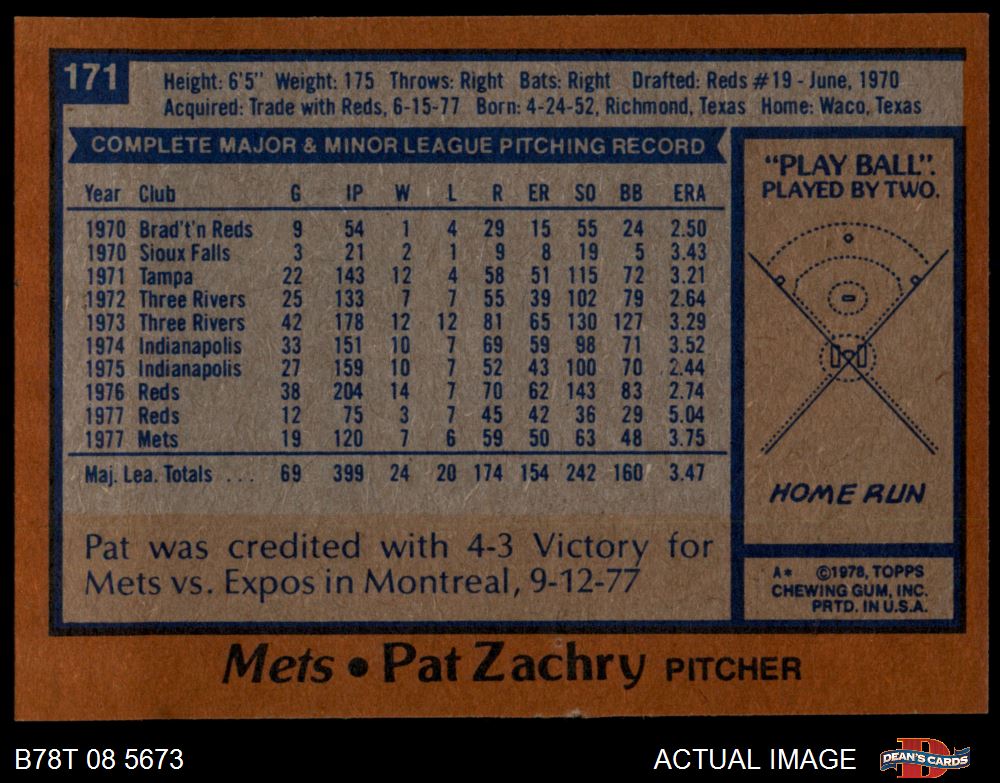 171
Height: 6'5" Weight: 175 Throws: Right Bats: Right Drafted: Reds #19 - June, 1970
Acquired: Trade with Reds, 6-15-77 Born: 4-24-52, Richmond, Texas Home: Waco, Texas
COMPLETE MAJOR & MINOR LEAGUE PITCHING RECORD
Year Club G IP W L R ER SO BB ERA
1970 Brad't'n Reds 9 54 1 4 29 15 55 24 2.50
1970 Sioux Falls 3 21 2 1 9 8 19 5 3.43
1971 Tampa 22 143 12 4 58 51 115 72 3.21
1972 Three Rivers 25 133 7 7 55 39 102 79 2.64
1973 Three Rivers 42 178 12 12 81 65 130 127 3.29
1974 Indianapolis 33 151 10 7 69 59 98 71 3.52
1975 Indianapolis 27 159 10 7 52 43 100 70 2.44
1976 Reds 38 204 14 7 70 62 143 83 2.74
1977 Reds 12 75 3 7 45 42 36 29 5.04
1977 Mets 19 120 7 6 59 50 63 48 3.75
Maj. Lea. Totals . . . 69 399 24 20 174 154 242 160 3.47
Pat was credited with 4-3 Victory for
Mets vs. Expos in Montreal, 9-12-77
"PLAY BALL".
PLAYED BY TWO.
HOME RUN
A* ©1978, TOPPS
CHEWING GUM, INC.
PRTD. IN U.S.A.
Mets • Pat Zachry PITCHER
B78T 08 5673
ACTUAL IMAGE
DEAN'S CARDS